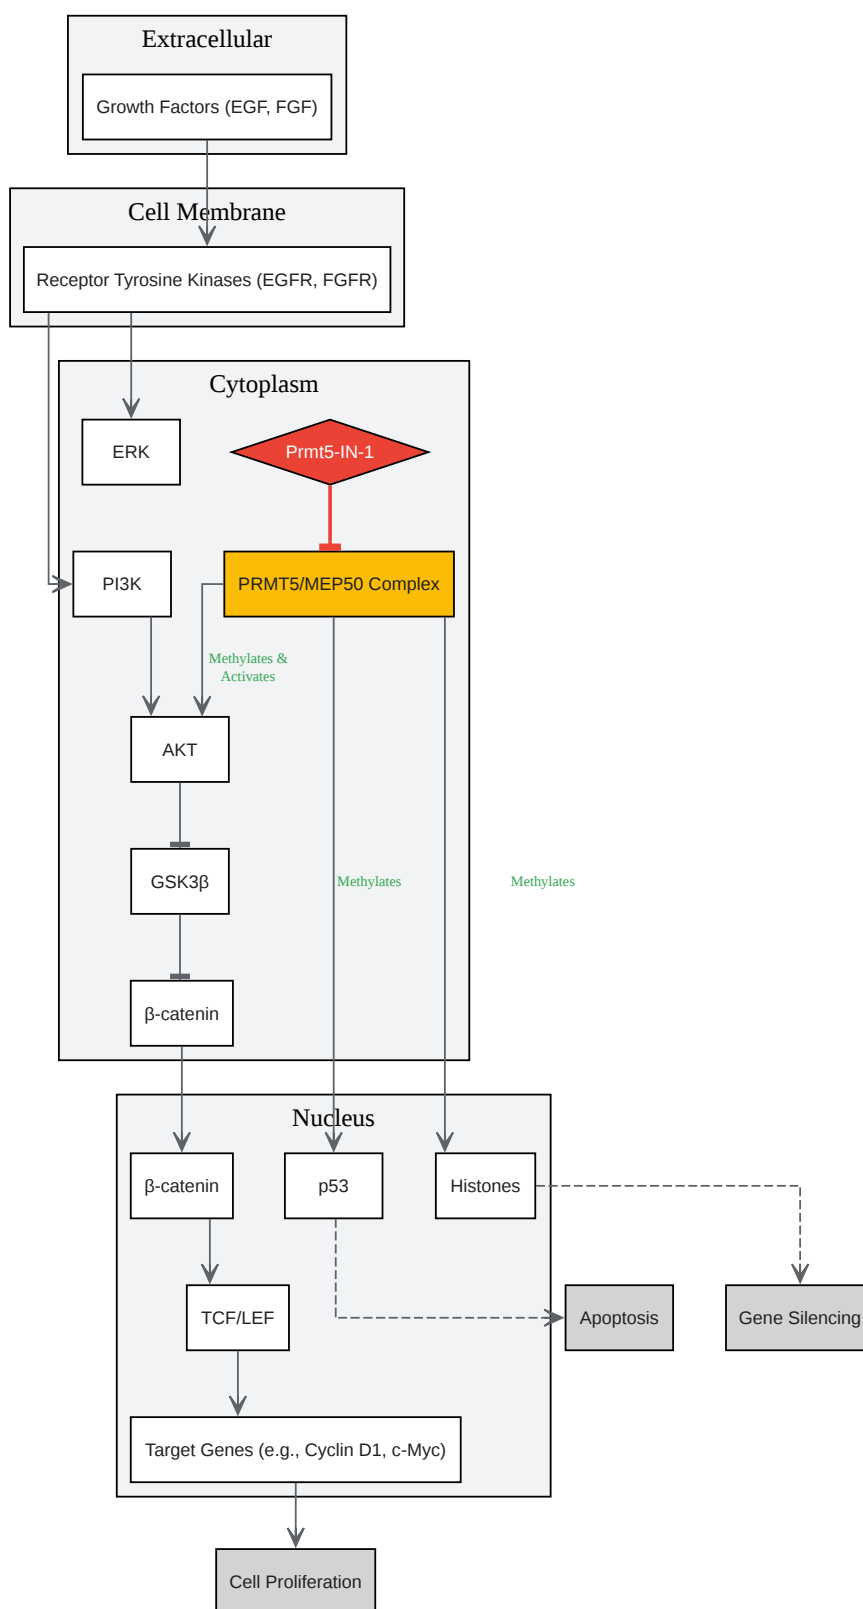 Extracellular
Growth Factors (EGF, FGF)
Cell Membrane
Receptor Tyrosine Kinases (EGFR, FGFR)
Cytoplasm
ERK
Prmt5-IN-1
PI3K
PRMT5/MEP50 Complex
Methylates &
Activates
AKT
GSK3β
Methylates
Methylates
β-catenin
Nucleus
β-catenin
p53
Histones
TCF/LEF
Apoptosis
Gene Silencing
Target Genes (e.g., Cyclin D1, c-Myc)
Cell Proliferation